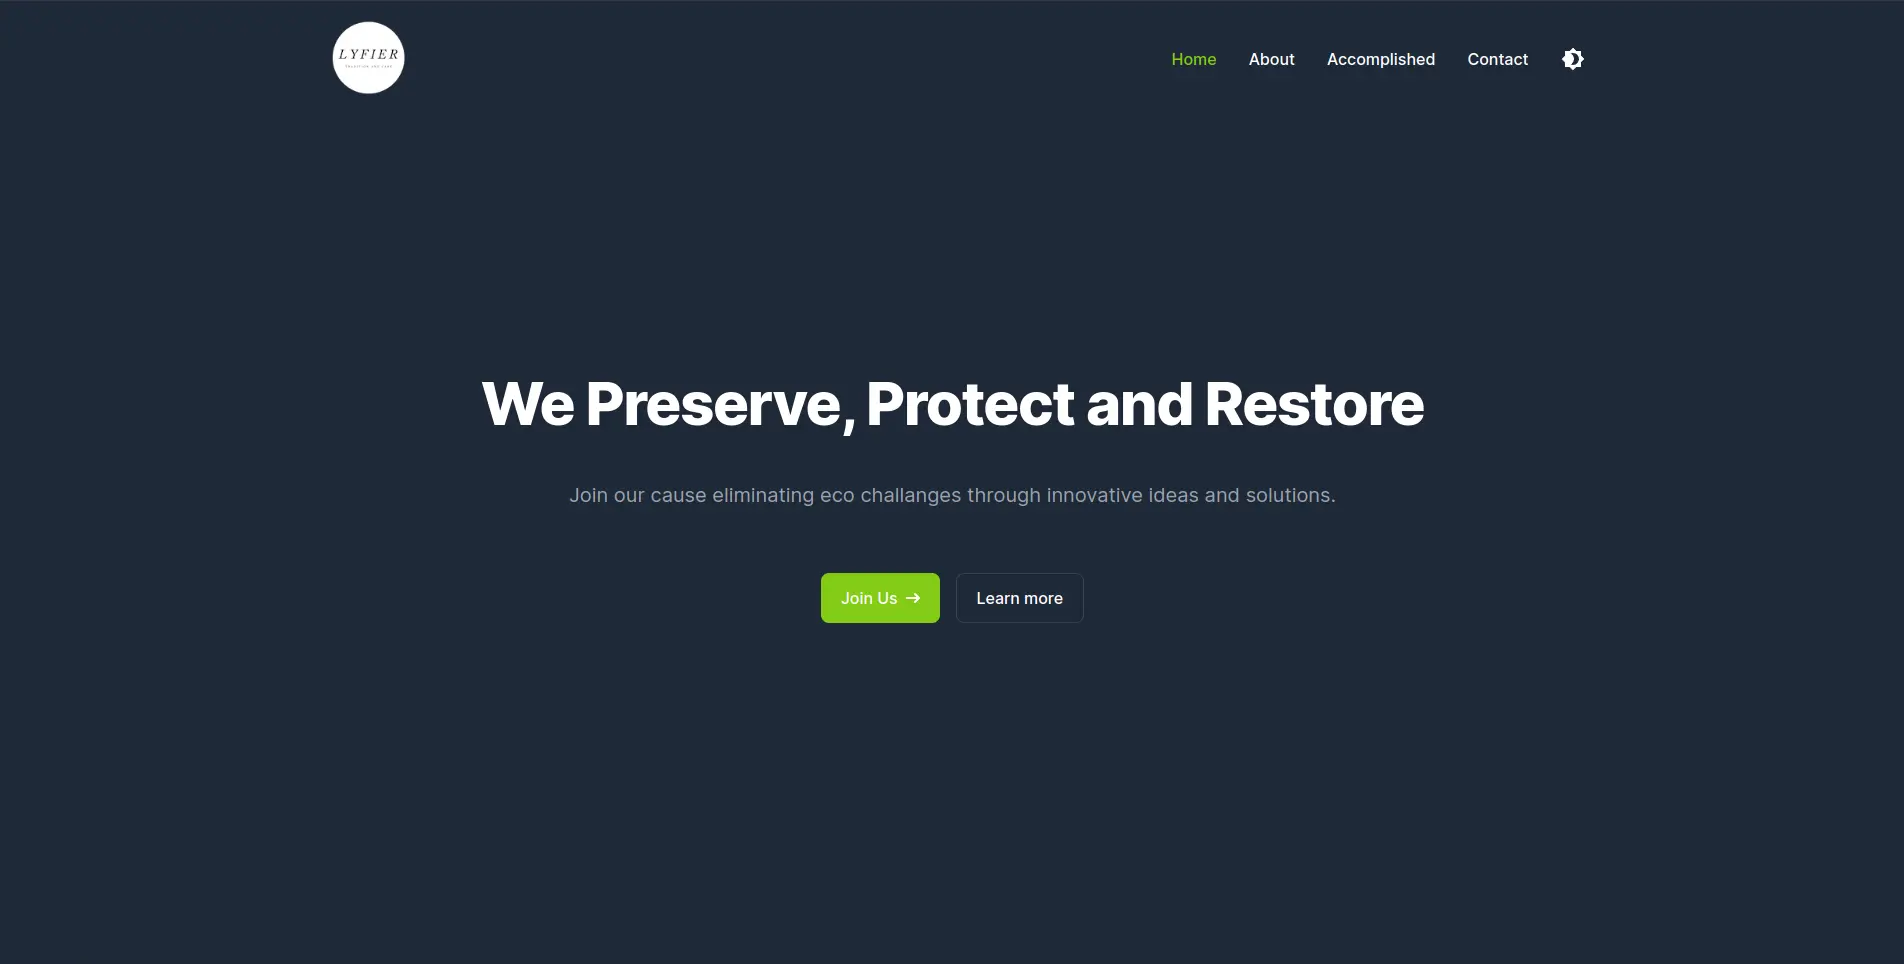 LYFIER
Home
About
Accomplished
Contact
We Preserve, Protect and Restore
Join our cause eliminating eco challanges through innovative ideas and solutions.
Join Us →
Learn more